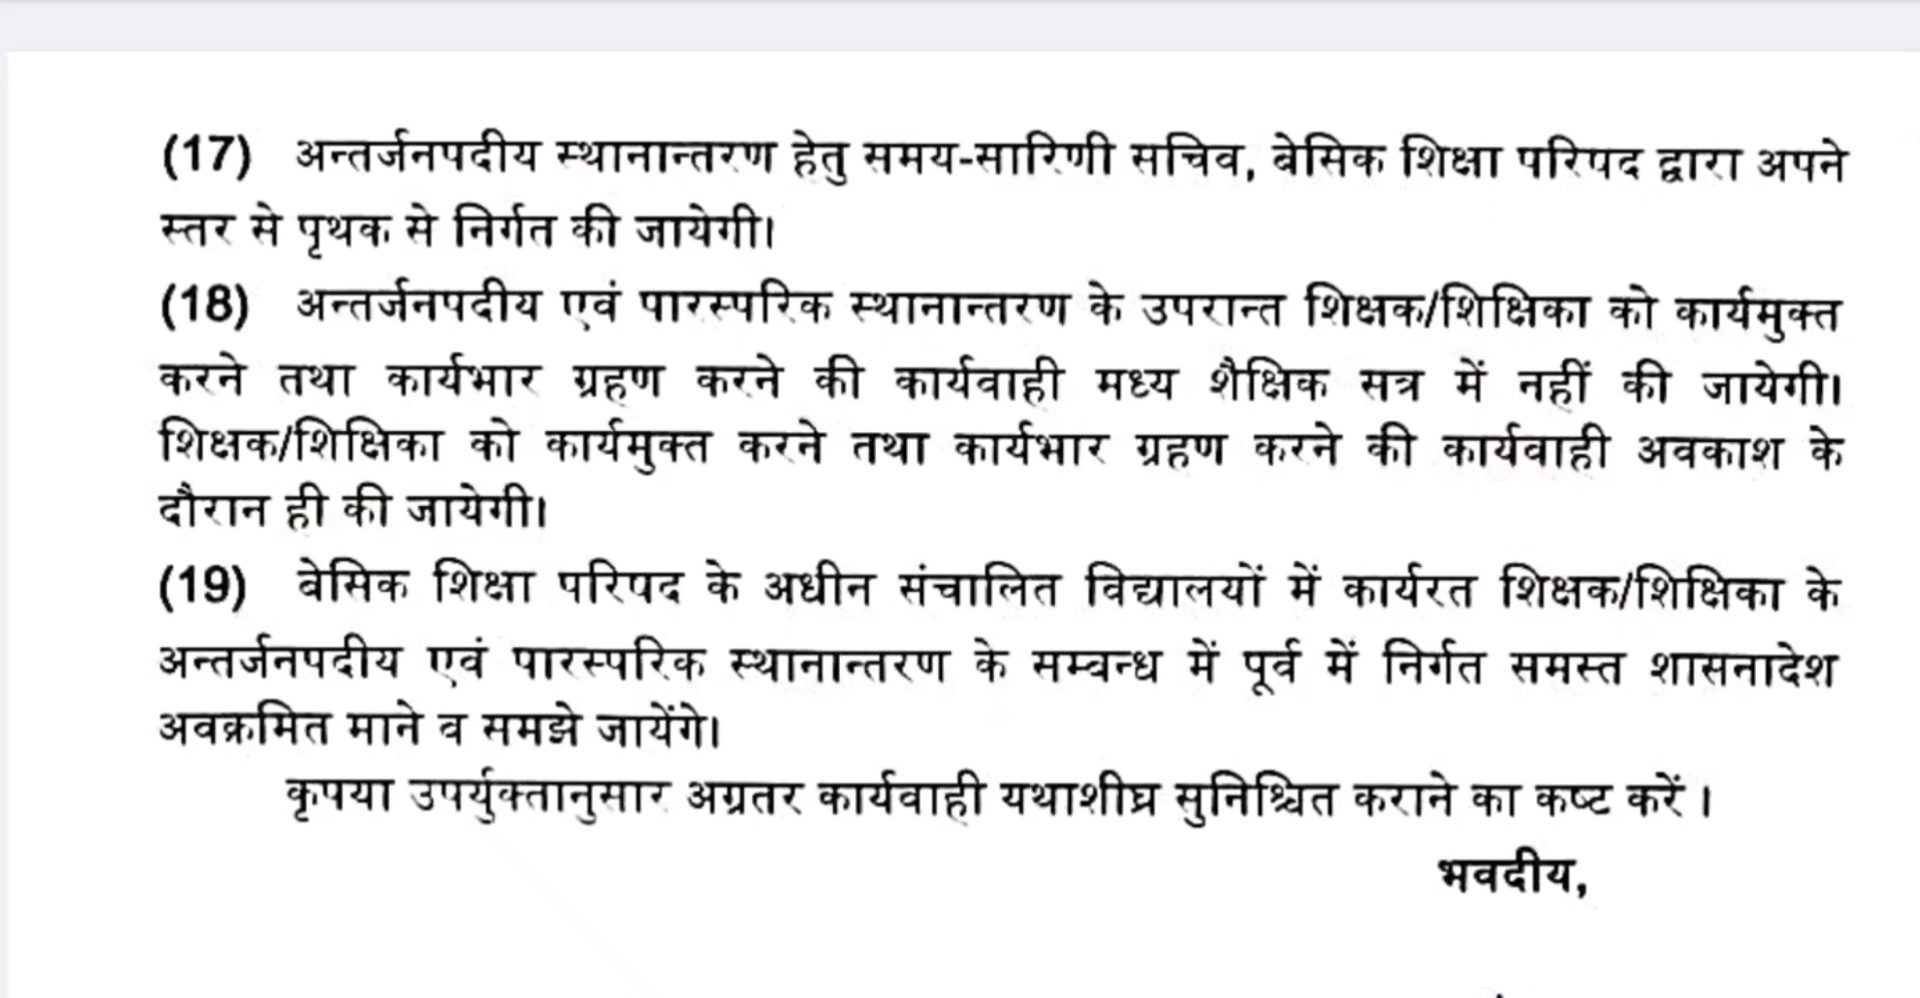 (17) अन्तर्जनपदीय स्थानान्तरण हेतु समय-सारिणी सचिव, बेसिक शिक्षा परिषद द्वारा अपने
स्तर से पृथक से निर्गत की जायेगी।
(18) अन्तर्जनपदीय एवं पारस्परिक स्थानान्तरण के उपरान्त शिक्षक/शिक्षिका को कार्यमुक्त
करने तथा कार्यभार ग्रहण करने की कार्यवाही मध्य शैक्षिक सत्र में नहीं की जायेगी।
शिक्षक/शिक्षिका को कार्यमुक्त करने तथा कार्यभार ग्रहण करने की कार्यवाही अवकाश के
दौरान ही की जायेगी।
(19) बेसिक शिक्षा परिषद के अधीन संचालित विद्यालयों में कार्यरत शिक्षक/शिक्षिका के
अन्तर्जनपदीय एवं पारस्परिक स्थानान्तरण के सम्बन्ध में पूर्व में निर्गत समस्त शासनादेश
अवक्रमित माने व समझे जायेंगे।
कृपया उपर्युक्तानुसार अग्रतर कार्यवाही यथाशीघ्र सुनिश्चित कराने का कष्ट करें ।
भवदीय,